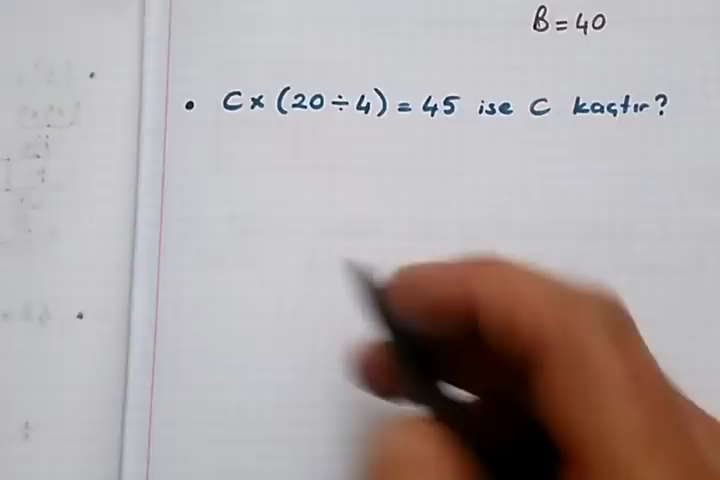 B = 40
• C x (20 ÷ 4) = 45 ise C kaçtır?